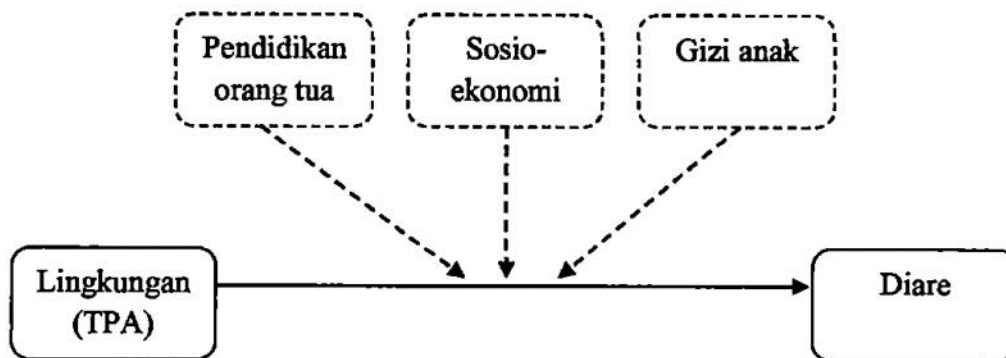 Pendidikan
orang tua
Sosio-
ekonomi
Gizi anak
Lingkungan
(TPA)
Diare